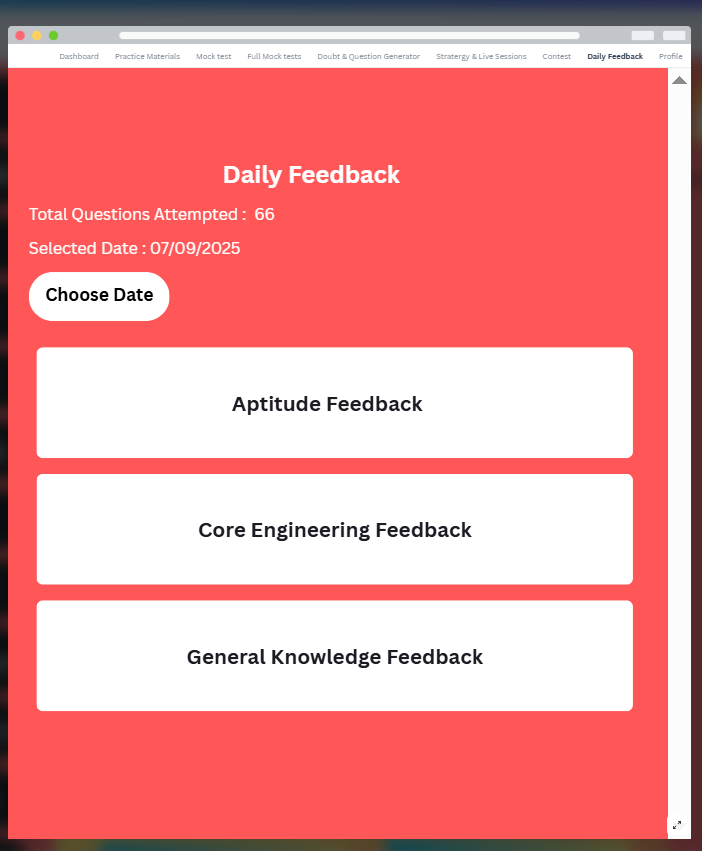 Dashboard Practice Materials Mock test Full Mock tests Doubt & Question Generator Stratergy & Live Sessions Contest Daily Feedback Profile
Daily Feedback
Total Questions Attempted : 66
Selected Date : 07/09/2025
Choose Date
Aptitude Feedback
Core Engineering Feedback
General Knowledge Feedback